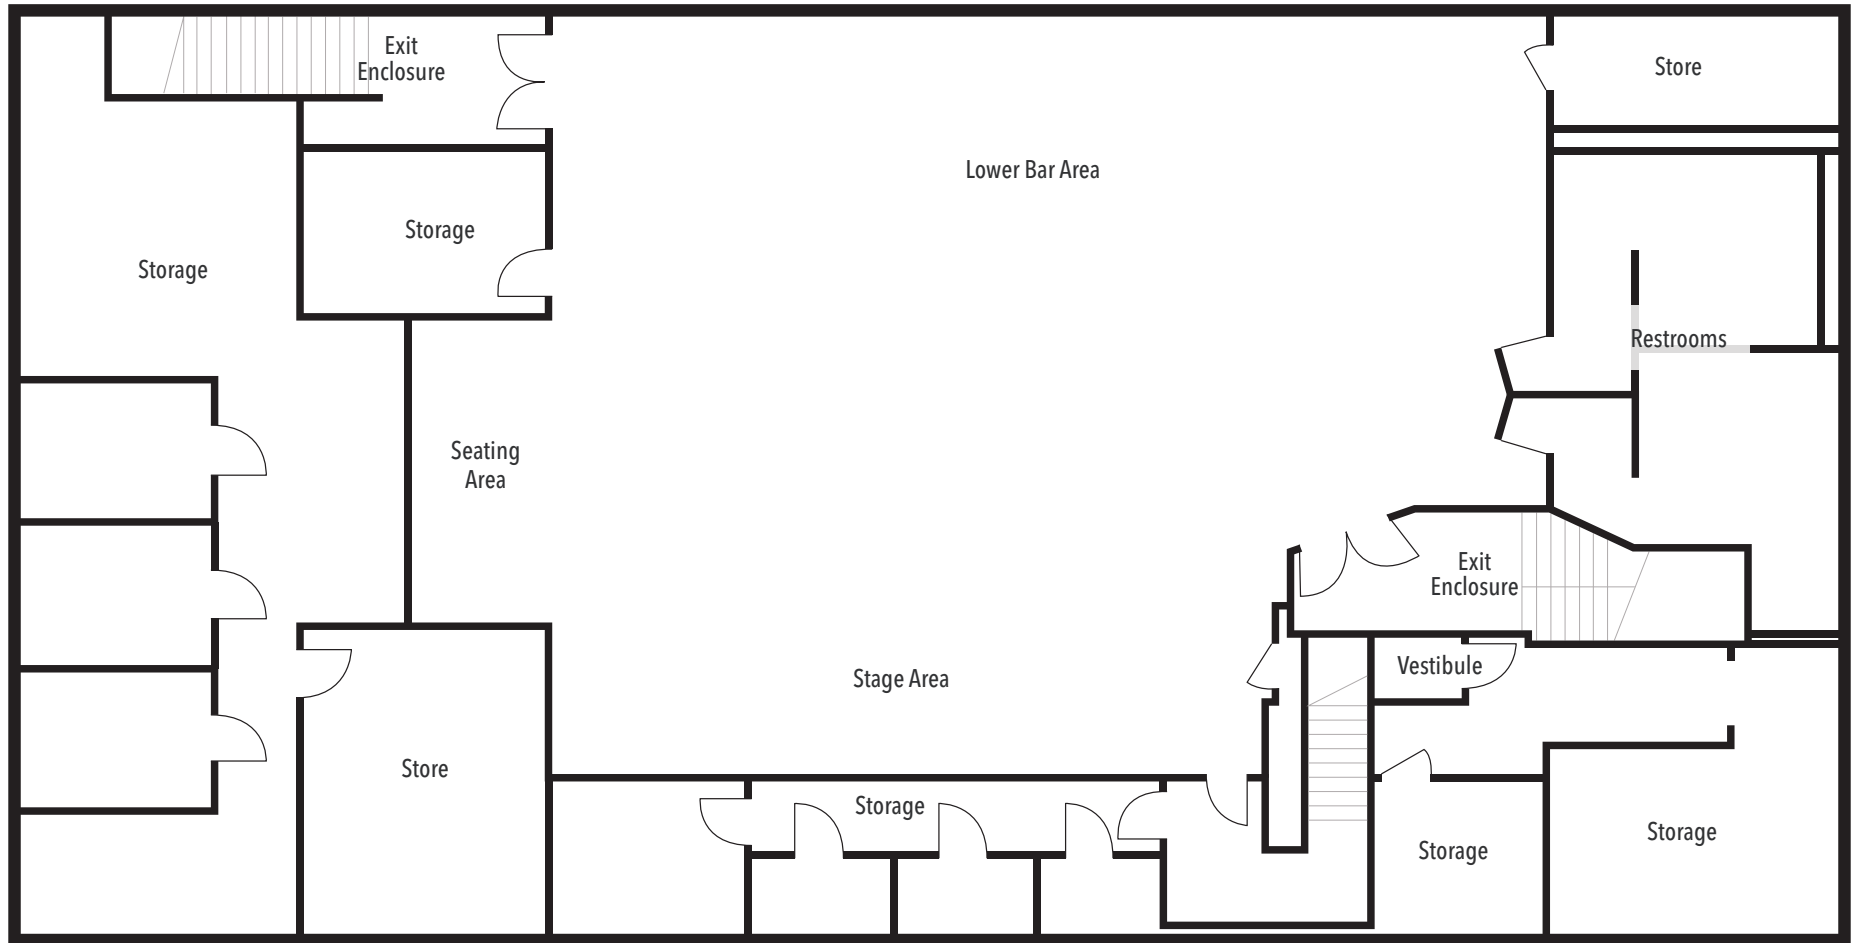 Exit
Enclosure
Store
Lower Bar Area
Storage
Storage
Restrooms
Seating
Area
Exit
Enclosure
Vestibule
Stage Area
Store
Storage
Storage
Storage